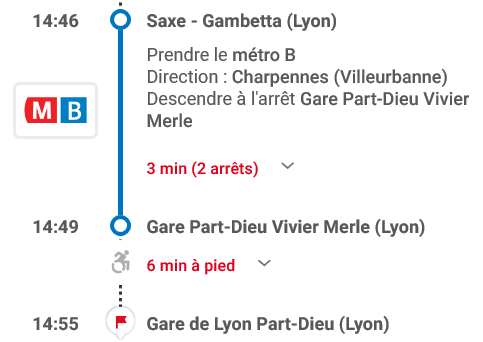 14:46 Saxe - Gambetta (Lyon)
Prendre le métro B
Direction : Charpennes (Villeurbanne)
Descendre à l'arrêt Gare Part-Dieu Vivier
Merle
M B
3 min (2 arrêts)
14:49 Gare Part-Dieu Vivier Merle (Lyon)
6 min à pied
14:55 Gare de Lyon Part-Dieu (Lyon)